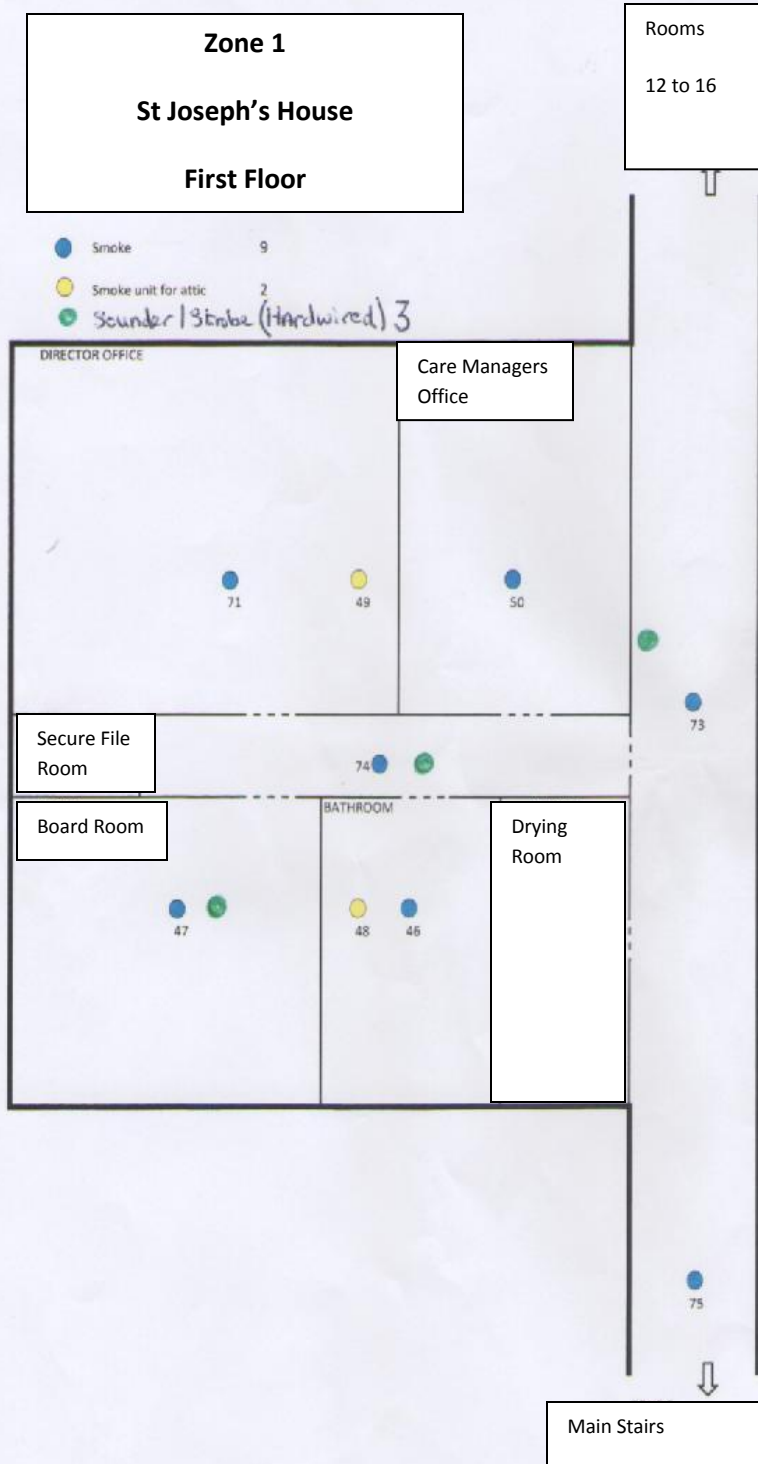 Zone 1
St Joseph's House
First Floor
Rooms
12 to 16
Smoke 9
Smoke unit for attic 2
Sounder / Strobe (Hardwired) 3
DIRECTOR OFFICE
Care Managers
Office
71
49
50
73
Secure File
Room
74
Board Room
BATHROOM
Drying
Room
47
48
46
75
Main Stairs